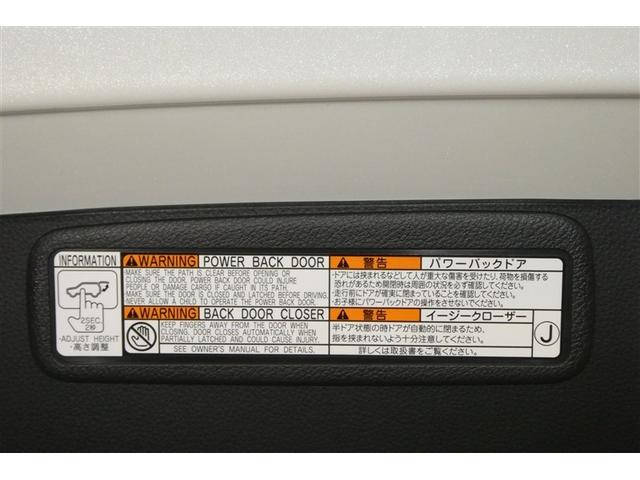 INFORMATION
2SEC.
2秒
·ADJUST HEIGHT
·高さ調整
WARNING POWER BACK DOOR
MAKE SURE THE PATH IS CLEAR BEFORE OPENING OR
CLOSING THE DOOR. BACK DOOR COULD INJURE
PEOPLE OR DAMAGE CARGO IF CAUGHT IN ITS PATH.
MAKE SURE THE DOOR IS CLOSED AND LATCHED BEFORE DRIVING.
NEVER ALLOW A CHILD TO OPERATE THE POWER BACK DOOR.
WARNING BACK DOOR CLOSER
KEEP FINGERS AWAY FROM THE DOOR WHEN
CLOSING. DOOR CLOSES AUTOMATICALLY WHEN
PARTIALLY LATCHED AND COULD CAUSE INJURY.
SEE OWNER'S MANUAL FOR DETAILS.
警告 パワーバックドア
·ドアには挟まれるなどして人が重大な傷害を受けたり、荷物を損傷する
恐れがあるため開閉時は周囲の状況を必ず確認してください。
·走行前にドアが確実に閉まっていることを確認してください。
·お子様にパワーバックドアの操作をさせないでください。
警告 イージークローザー
半ドア状態の時ドアが自動的に閉まるため、
指を挟まれないよう十分注意してください。
詳しくは取扱書をご覧ください。
J